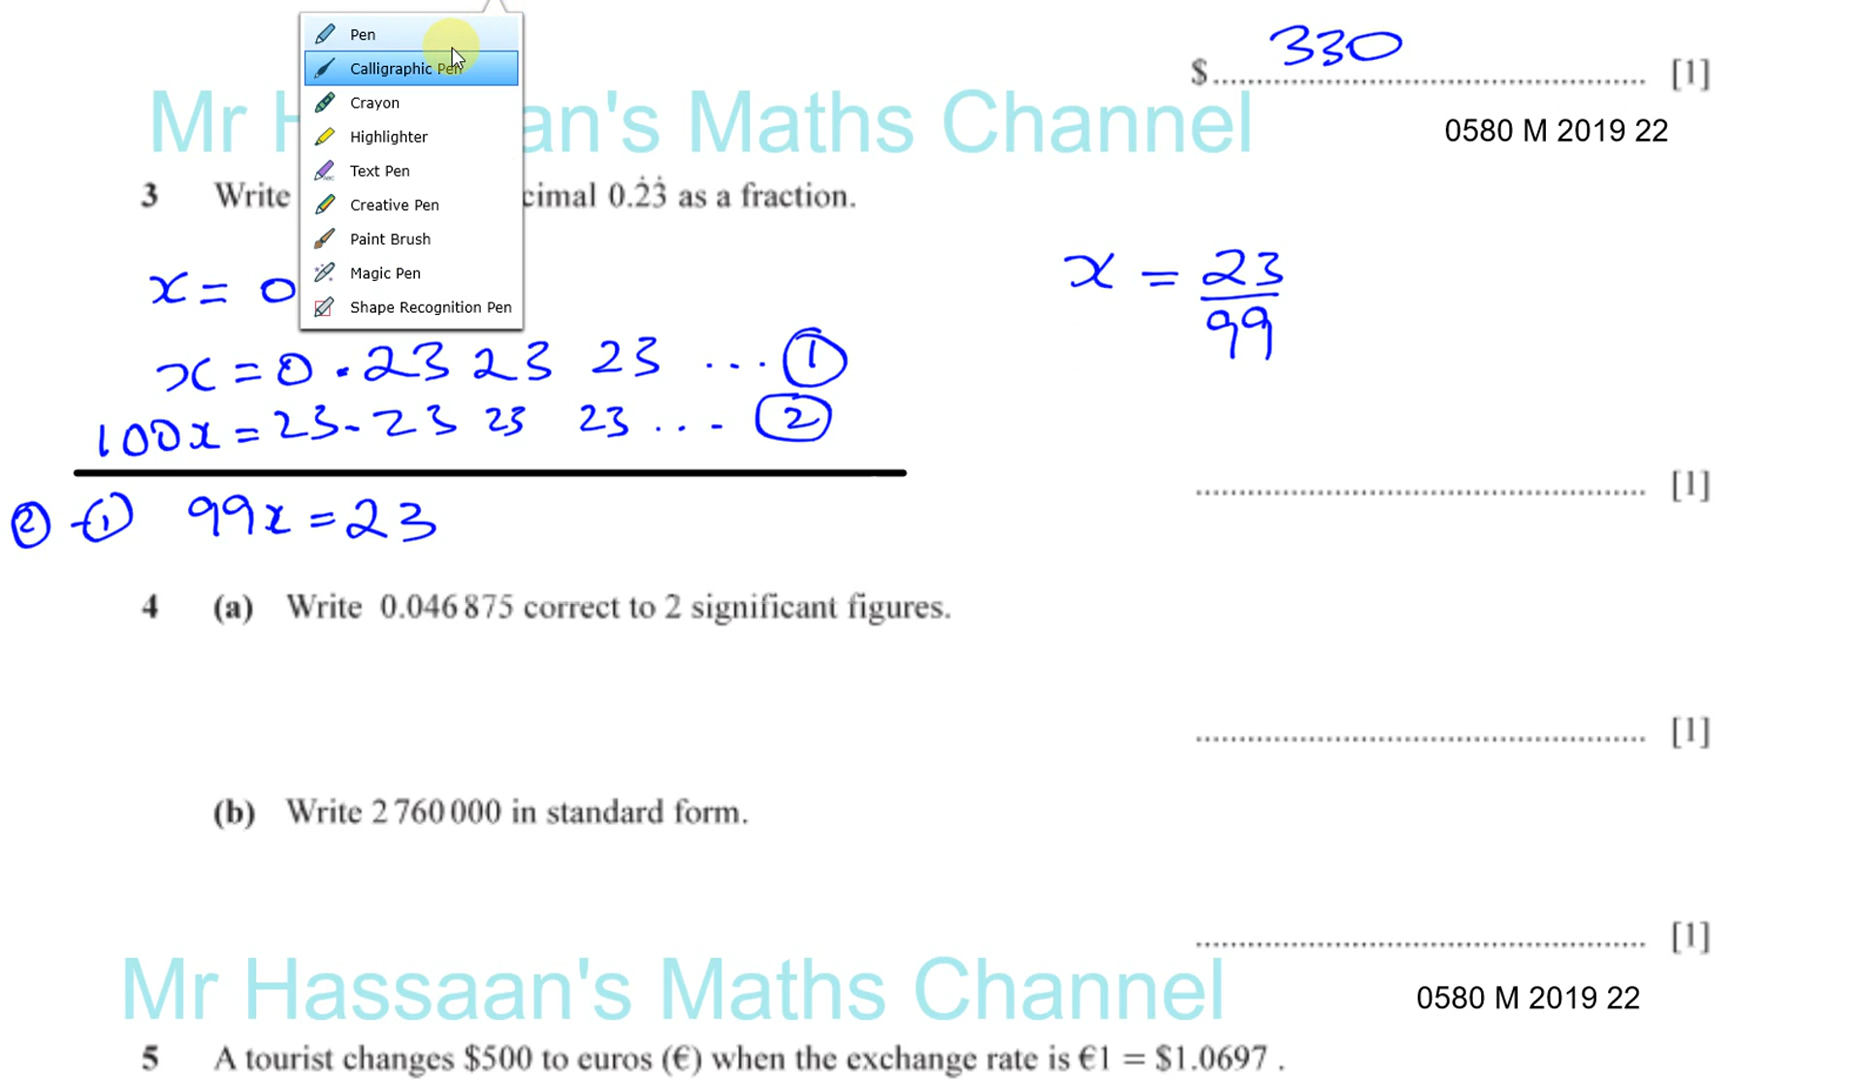 Pen
Calligraphic Pen
Crayon
Highlighter
Text Pen
Creative Pen
Paint Brush
Magic Pen
Shape Recognition Pen
$ 330 [1]
Mr H an's Maths Channel
0580 M 2019 22
3 Write cimal 0.2̇3̇ as a fraction.
x = 0
x = 23/99
x = 0.23 23 23 ... ①
100x = 23.23 23 23 ... ②
② - ① 99x = 23
[1]
4 (a) Write 0.046 875 correct to 2 significant figures.
[1]
(b) Write 2 760 000 in standard form.
[1]
Mr Hassaan's Maths Channel
0580 M 2019 22
5 A tourist changes $500 to euros (€) when the exchange rate is €1 = $1.0697 .